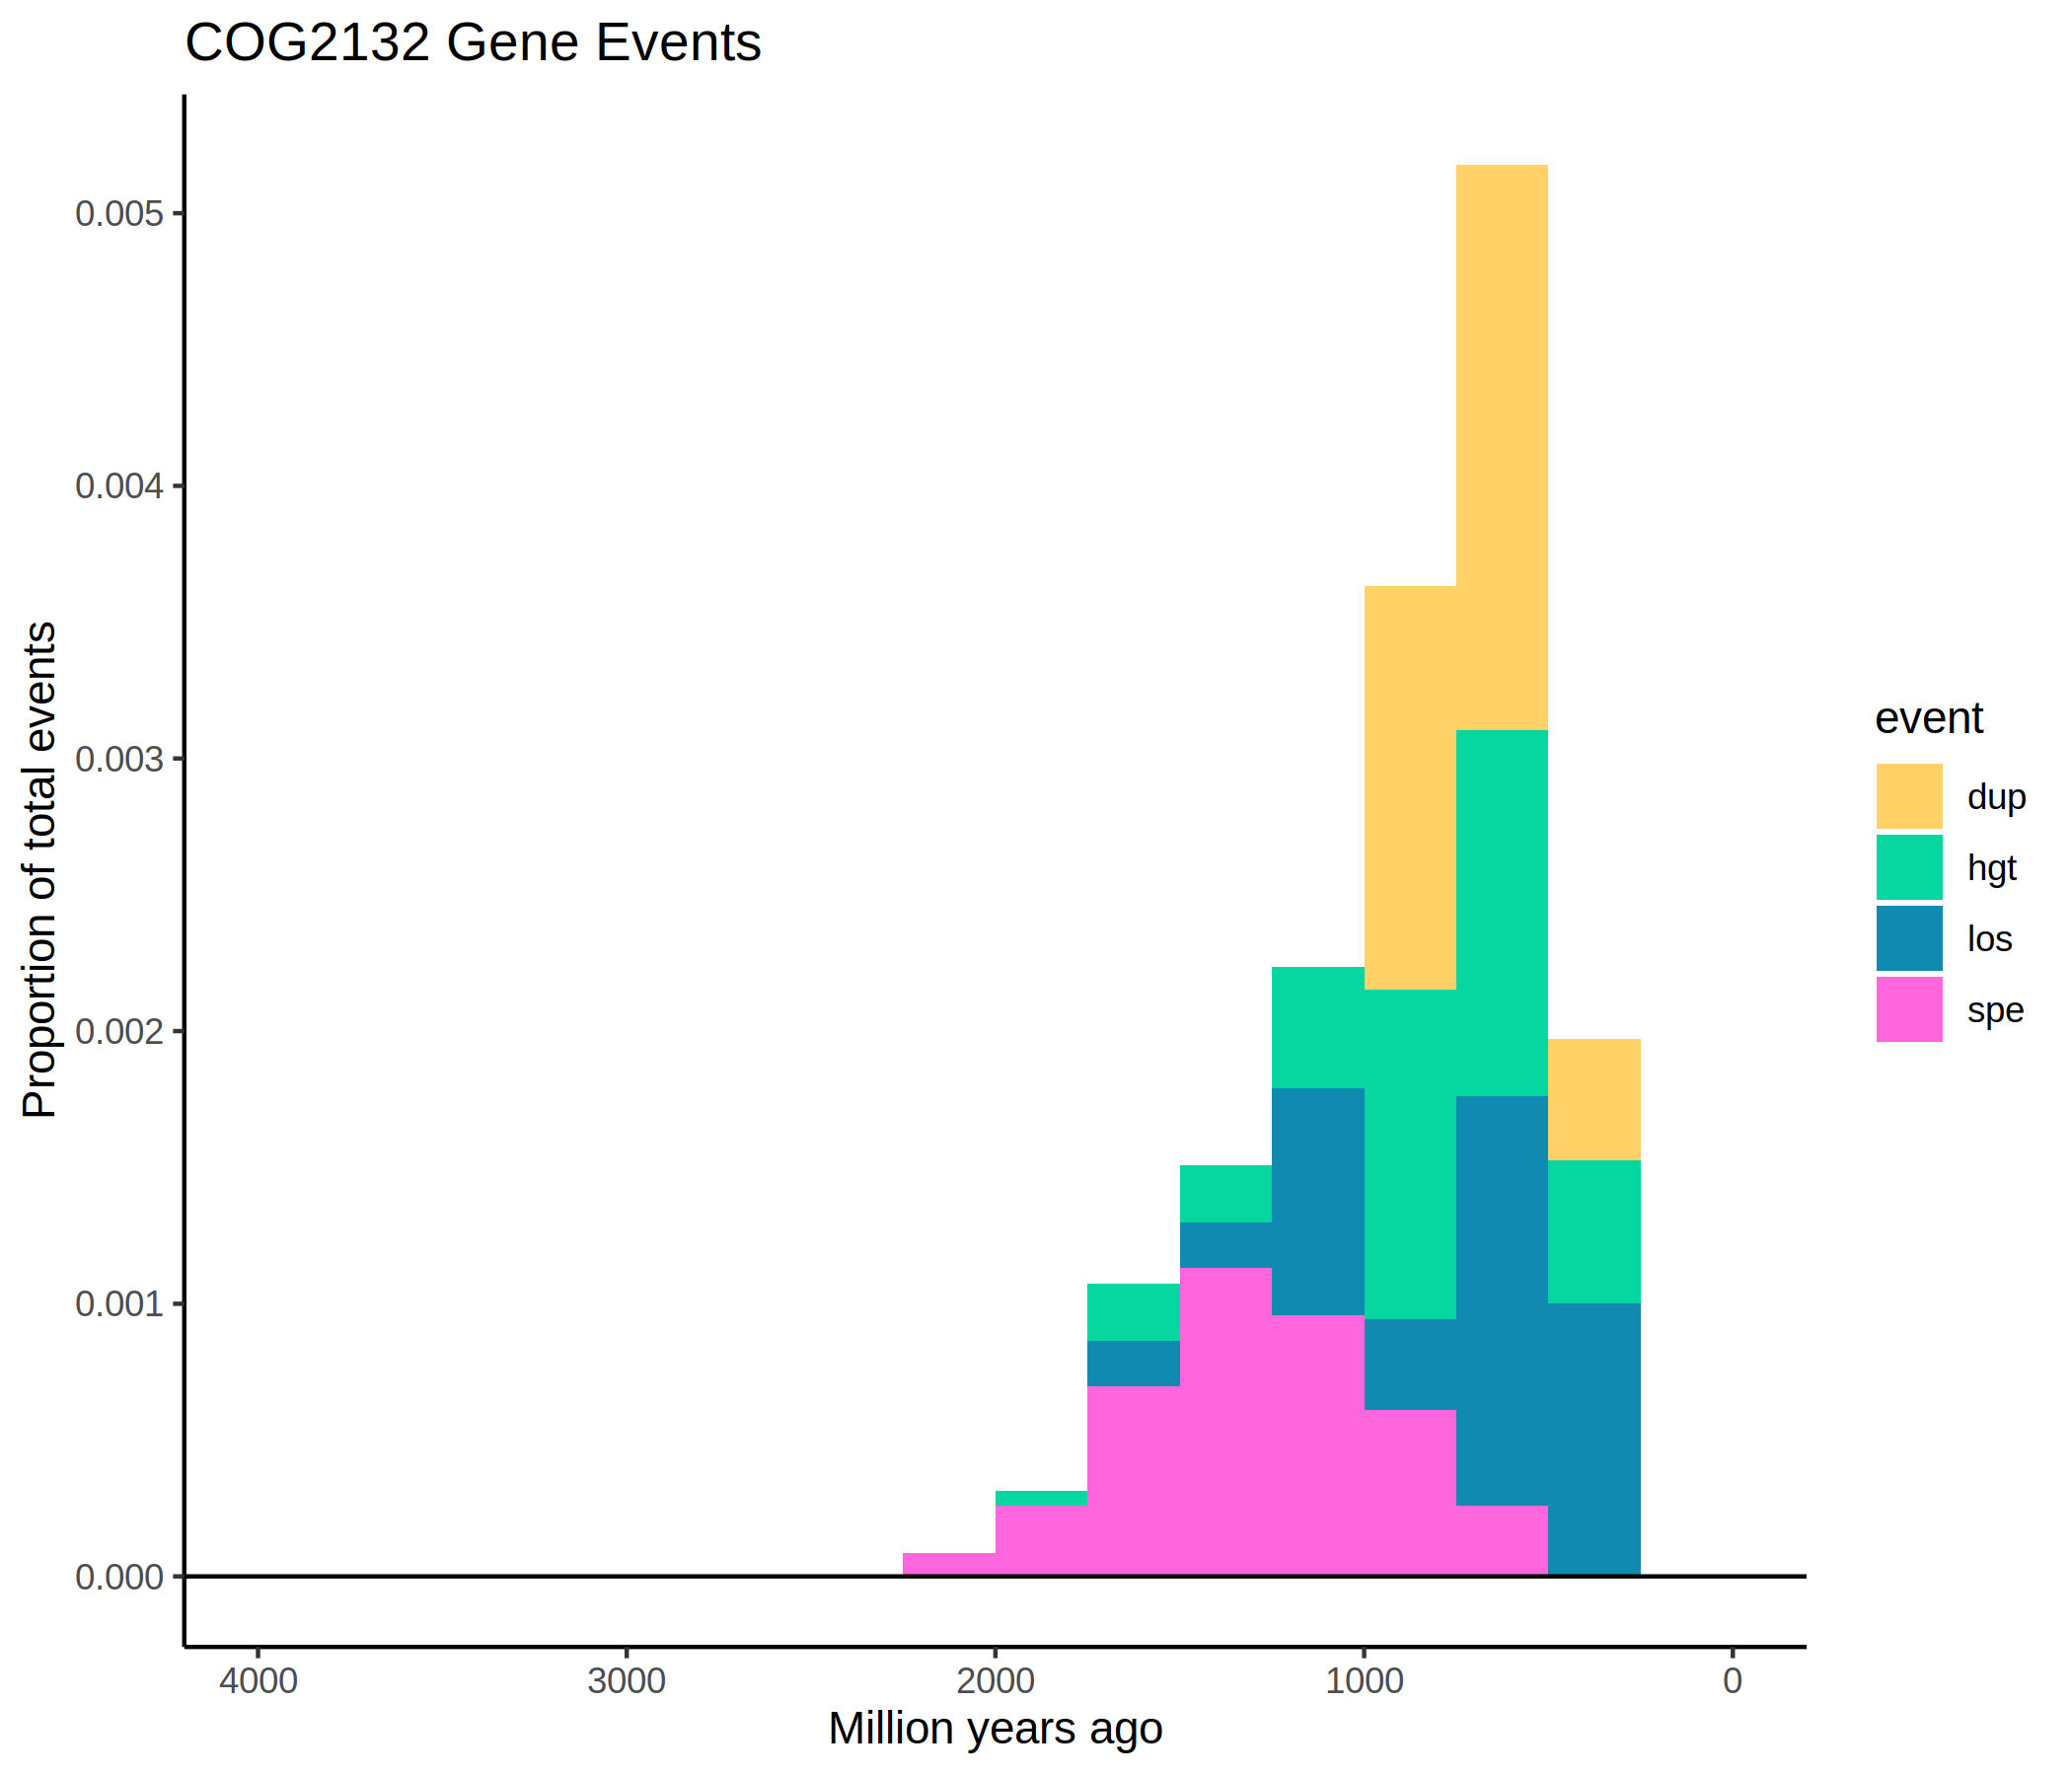 COG2132 Gene Events
Proportion of total events
0.005
0.004
0.003
0.002
0.001
0.000
4000 3000 2000 1000 0
Million years ago
event
dup
hgt
los
spe